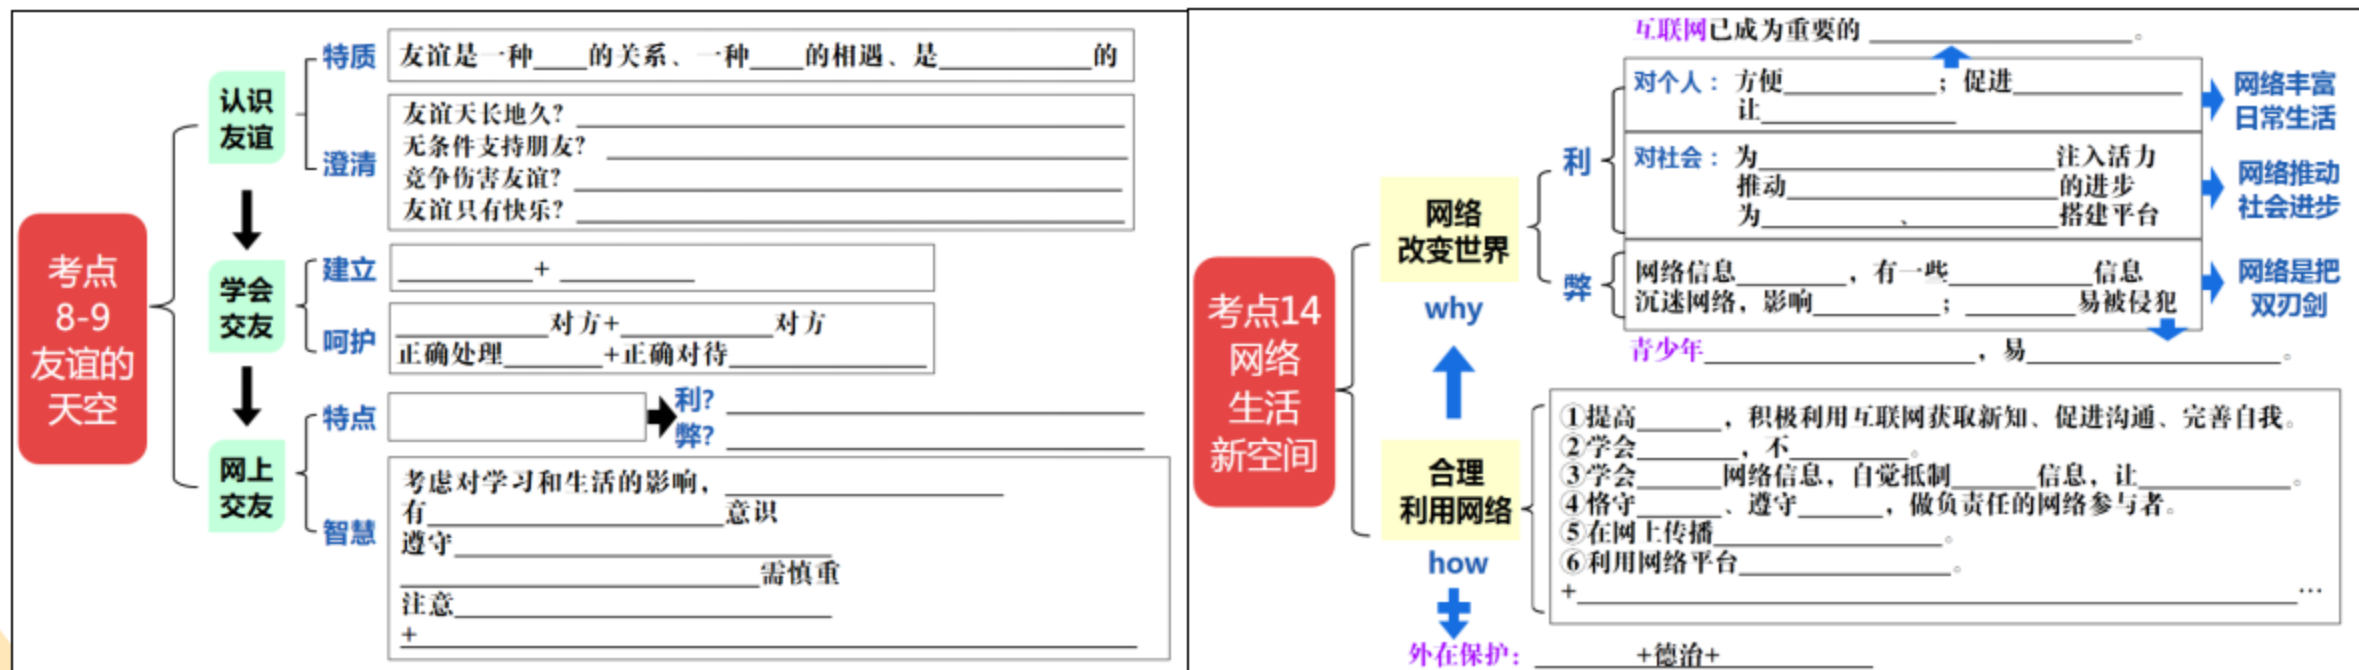 考点
8-9
友谊的
天空
认识
友谊
特质
友谊是一种____的关系、一种____的相遇、是____________的
澄清
友谊天长地久？____________
无条件支持朋友？____________
竞争伤害友谊？____________
友谊只有快乐？____________
学会
交友
建立
__________+__________
呵护
____________对方+____________对方
正确处理________+正确对待________________
网上
交友
特点
利？____________
弊？____________
智慧
考虑对学习和生活的影响，____________
有____________意识
遵守____________
____________需慎重
注意____________
+____________
考点14
网络
生活
新空间
网络
改变世界
why
互联网已成为重要的____________。
利
对个人：方便____________；促进____________
让____________
网络丰富
日常生活
对社会：为____________注入活力
推动____________的进步
为____________、____________搭建平台
网络推动
社会进步
弊
网络信息________，有一些____________信息
沉迷网络，影响__________；________易被侵犯
网络是把
双刃剑
青少年____________，易____________。
合理
利用网络
how
①提高______，积极利用互联网获取新知、促进沟通、完善自我。
②学会________，不________。
③学会______网络信息，自觉抵制______信息，让____________。
④恪守______、遵守______，做负责任的网络参与者。
⑤在网上传播____________。
⑥利用网络平台____________。
+____________…
外在保护：________+德治+____________